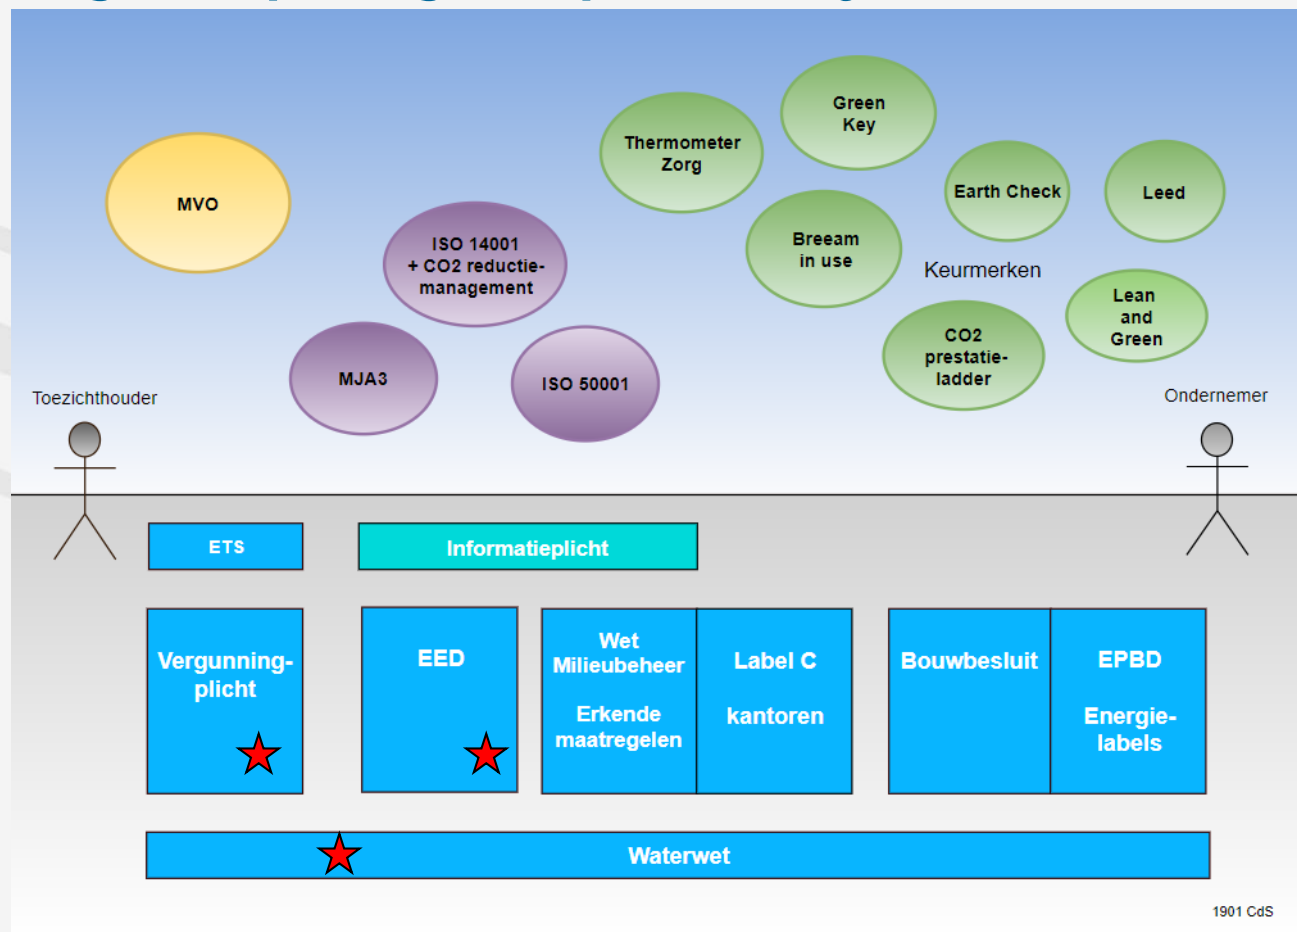 Green
Key
Thermometer
Zorg
Earth Check
Leed
MVO
ISO 14001
+ CO2 reductie-
management
Breeam
in use
Keurmerken
Lean
and
Green
CO2
prestatie-
ladder
MJA3
ISO 50001
Toezichthouder
Ondernemer
ETS
Informatieplicht
Vergunning-
plicht
EED
Wet
Milieubeheer
Erkende
maatregelen
Label C
kantoren
Bouwbesluit
EPBD
Energie-
labels
Waterwet
1901 CdS